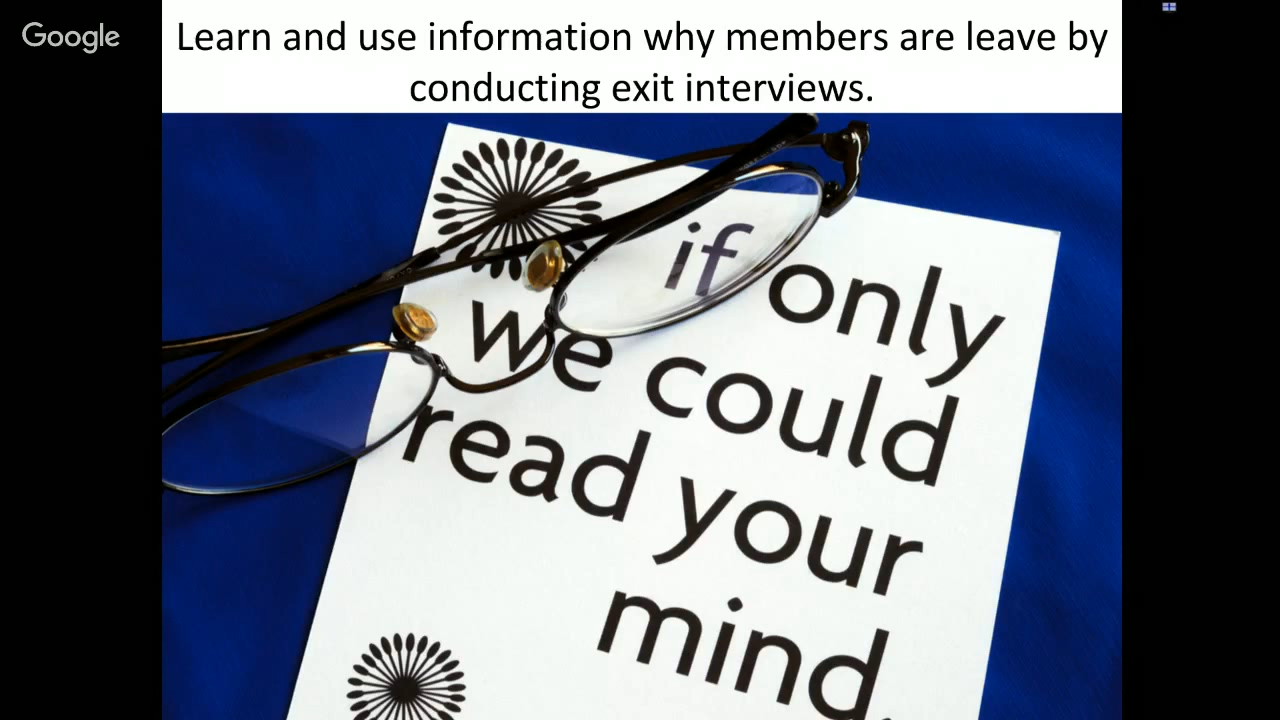 Google
Learn and use information why members are leave by
conducting exit interviews.
if only
we could
read your
mind.